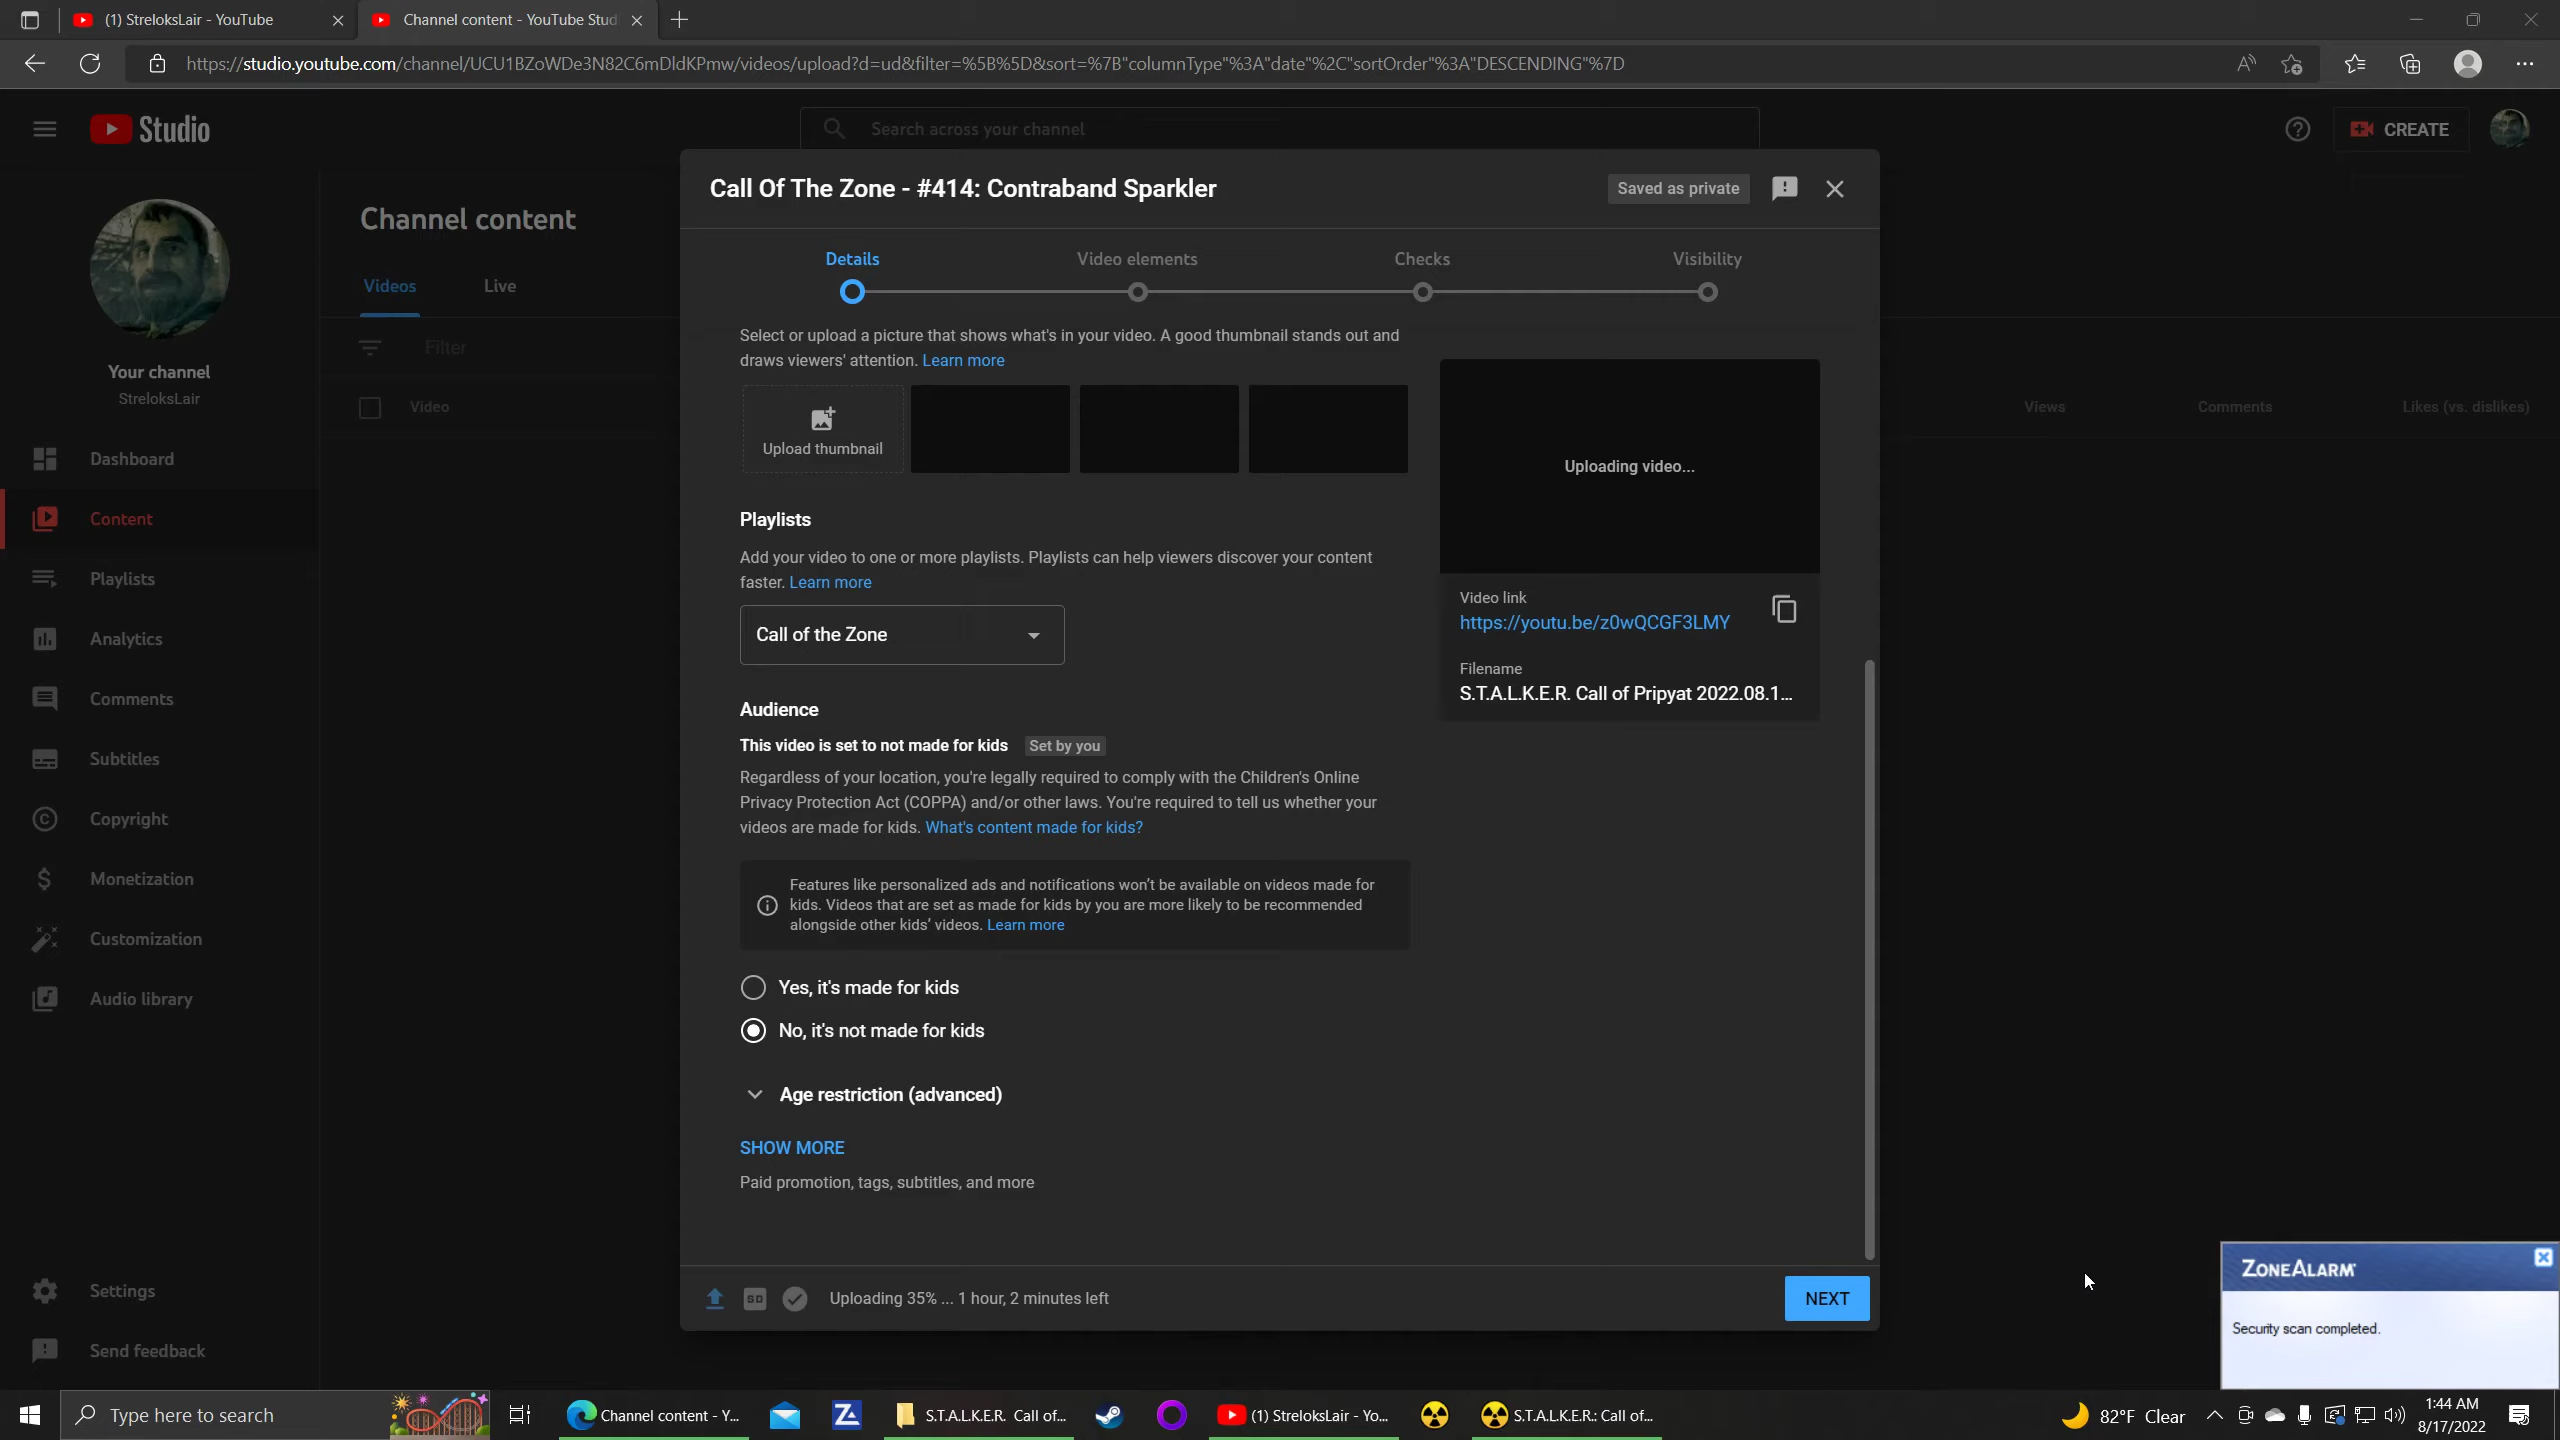 (1) StreloksLair - YouTube
Channel content - YouTube Stud
https://studio.youtube.com/channel/UCU1BZoWDe3N82C6mDldKPmw/videos/upload?d=ud&filter=%5B%5D&sort=%7B"columnType"%3A"date"%2C"sortOrder"%3A"DESCENDING"%7D
Studio
Search across your channel
CREATE
Your channel
StreloksLair
Dashboard
Content
Playlists
Analytics
Comments
Subtitles
Copyright
Monetization
Customization
Audio library
Settings
Send feedback
Channel content
Videos
Live
Filter
Video
Views
Comments
Likes (vs. dislikes)
Call Of The Zone - #414: Contraband Sparkler
Saved as private
Details
Video elements
Checks
Visibility
Select or upload a picture that shows what's in your video. A good thumbnail stands out and
draws viewers' attention. Learn more
Upload thumbnail
Playlists
Add your video to one or more playlists. Playlists can help viewers discover your content
faster. Learn more
Call of the Zone
Audience
This video is set to not made for kids
Set by you
Regardless of your location, you're legally required to comply with the Children's Online
Privacy Protection Act (COPPA) and/or other laws. You're required to tell us whether your
videos are made for kids. What's content made for kids?
Features like personalized ads and notifications won't be available on videos made for
kids. Videos that are set as made for kids by you are more likely to be recommended
alongside other kids' videos. Learn more
Yes, it's made for kids
No, it's not made for kids
Age restriction (advanced)
SHOW MORE
Paid promotion, tags, subtitles, and more
Uploading video...
Video link
https://youtu.be/z0wQCGF3LMY
Filename
S.T.A.L.K.E.R. Call of Pripyat 2022.08.1...
SD
Uploading 35% ... 1 hour, 2 minutes left
NEXT
ZONEALARM
Security scan completed.
Type here to search
Channel content - Y...
S.T.A.L.K.E.R. Call of...
(1) StreloksLair - Yo...
S.T.A.L.K.E.R.: Call of...
82°F Clear
1:44 AM
8/17/2022